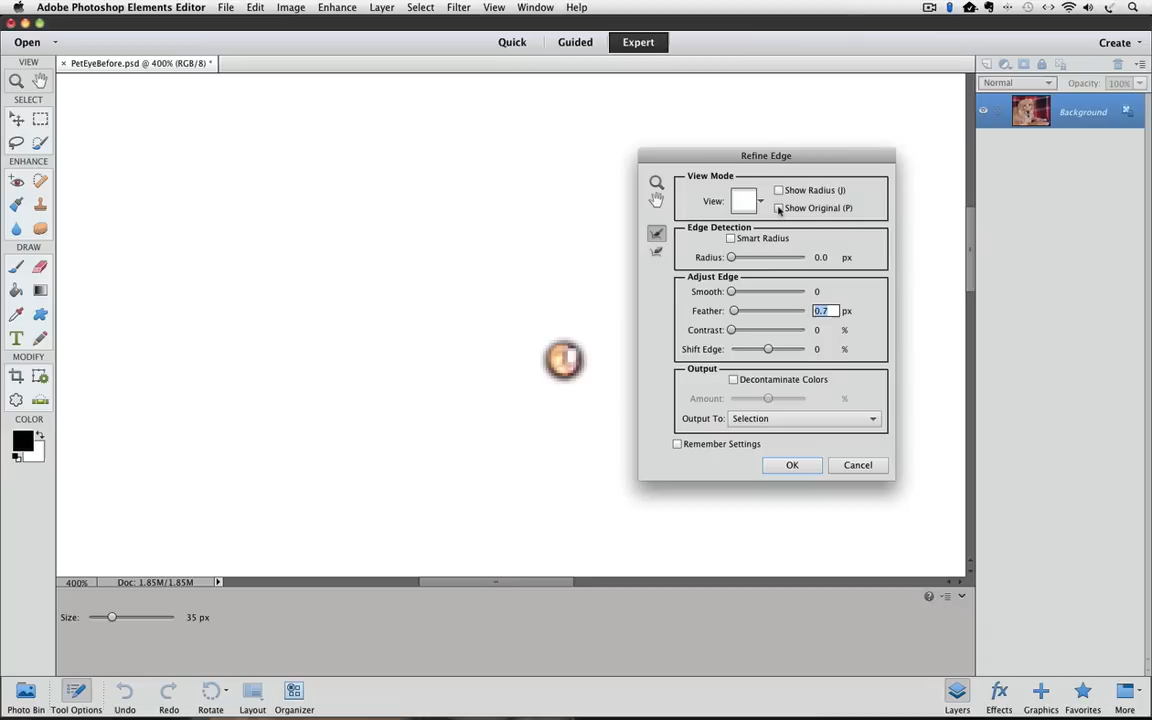 Adobe Photoshop Elements Editor File Edit Image Enhance Layer Select Filter View Window Help
Open Quick Guided Expert Create
VIEW × PetEyeBefore.psd @ 400% (RGB/8) *
Normal Opacity: 100%
SELECT
Background
ENHANCE
DRAW
MODIFY
COLOR
Refine Edge
View Mode
Show Radius (J)
View:
Show Original (P)
Edge Detection
Smart Radius
Radius: 0.0 px
Adjust Edge
Smooth: 0
Feather: 0.7 px
Contrast: 0 %
Shift Edge: 0 %
Output
Decontaminate Colors
Amount: %
Output To: Selection
Remember Settings
OK Cancel
400% Doc: 1.85M/1.85M
Size: 35 px
Photo Bin Tool Options Undo Redo Rotate Layout Organizer Layers Effects Graphics Favorites More